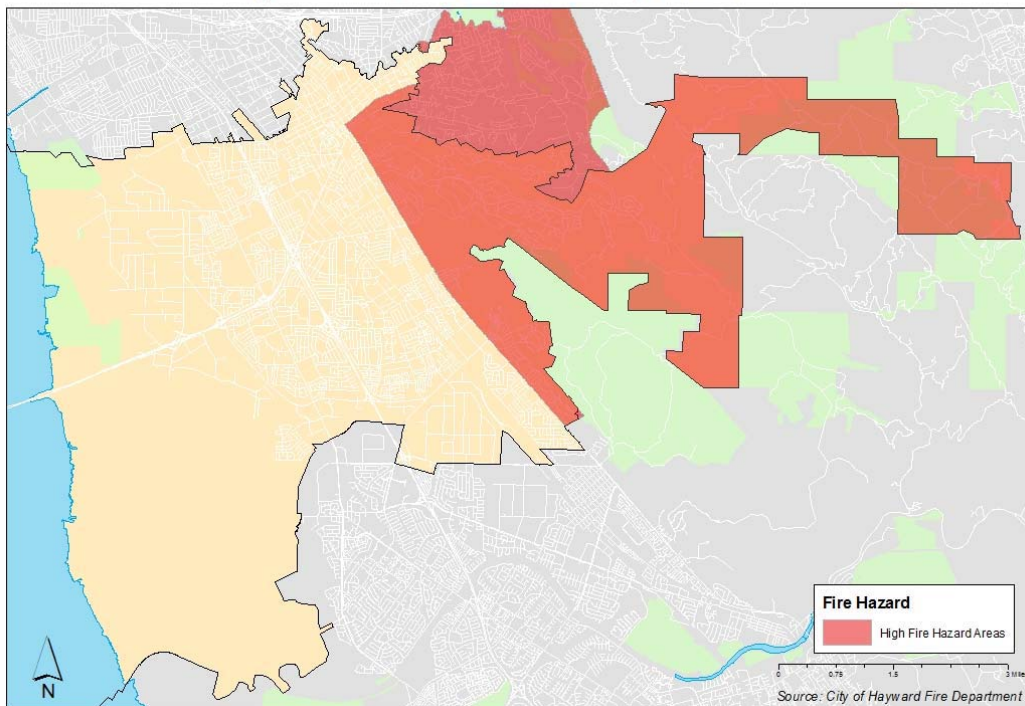 Fire Hazard
High Fire Hazard Areas
N
0 0.75 1.5 3 Miles
Source: City of Hayward Fire Department